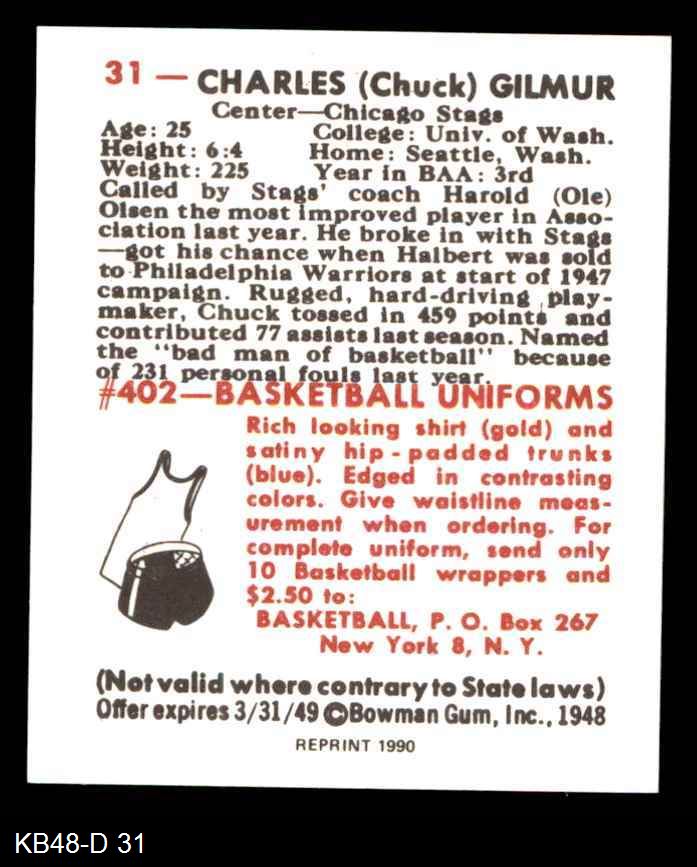 31 — CHARLES (Chuck) GILMUR
Center—Chicago Stags
Age: 25 College: Univ. of Wash.
Height: 6:4 Home: Seattle, Wash.
Weight: 225 Year in BAA: 3rd
Called by Stags' coach Harold (Ole)
Olsen the most improved player in Asso-
ciation last year. He broke in with Stags
—got his chance when Halbert was sold
to Philadelphia Warriors at start of 1947
campaign. Rugged, hard-driving play-
maker, Chuck tossed in 459 points and
contributed 77 assists last season. Named
the "bad man of basketball" because
of 231 personal fouls last year.
#402—BASKETBALL UNIFORMS
Rich looking shirt (gold) and
satiny hip-padded trunks
(blue). Edged in contrasting
colors. Give waistline meas-
urement when ordering. For
complete uniform, send only
10 Basketball wrappers and
$2.50 to:
BASKETBALL, P. O. Box 267
New York 8, N. Y.
(Not valid where contrary to State laws)
Offer expires 3/31/49 ©Bowman Gum, Inc., 1948
REPRINT 1990
KB48-D 31